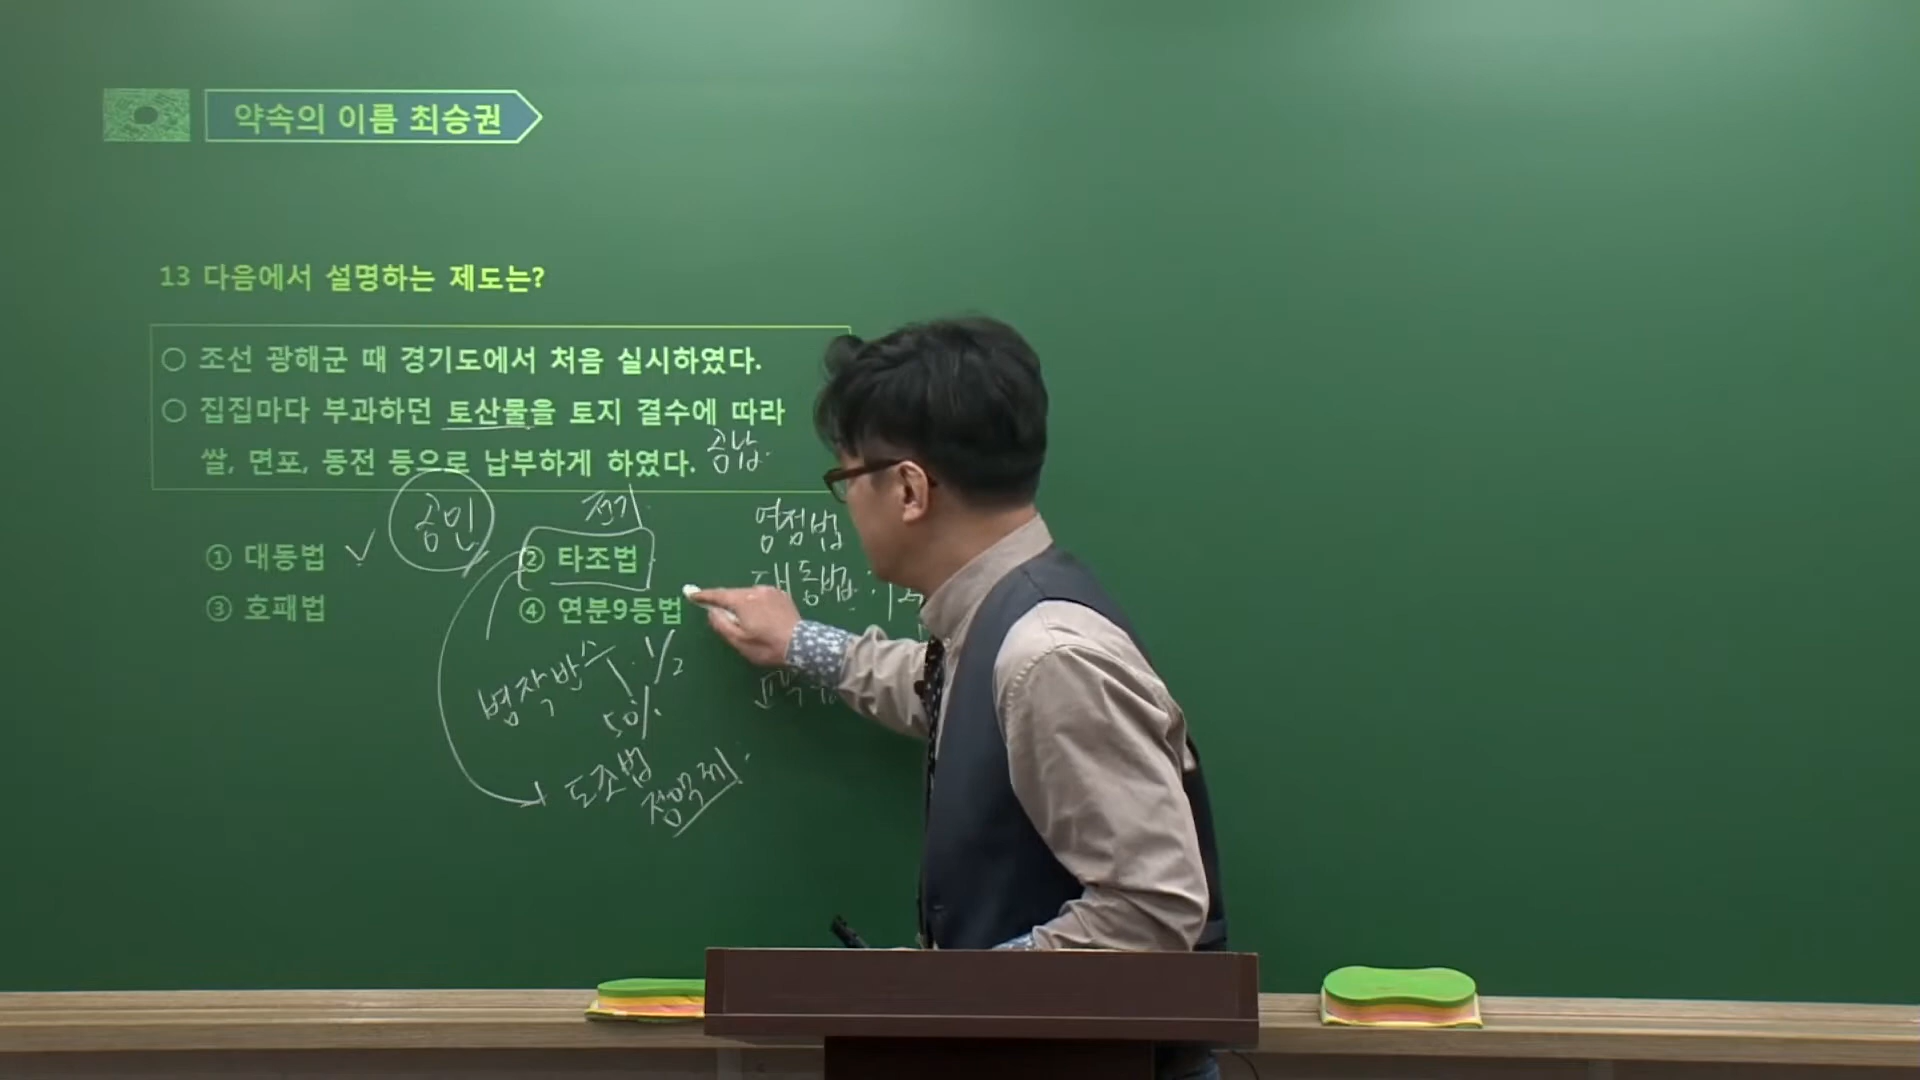 약속의 이름 최승권
13 다음에서 설명하는 제도는?
○ 조선 광해군 때 경기도에서 처음 실시하였다.
○ 집집마다 부과하던 토산물을 토지 결수에 따라
쌀, 면포, 동전 등으로 납부하게 하였다.
공납
공인
전기
영정법
① 대동법
② 타조법
대동법
③ 호패법
④ 연분9등법
병작반수
1/2
50%
도조법
정액제